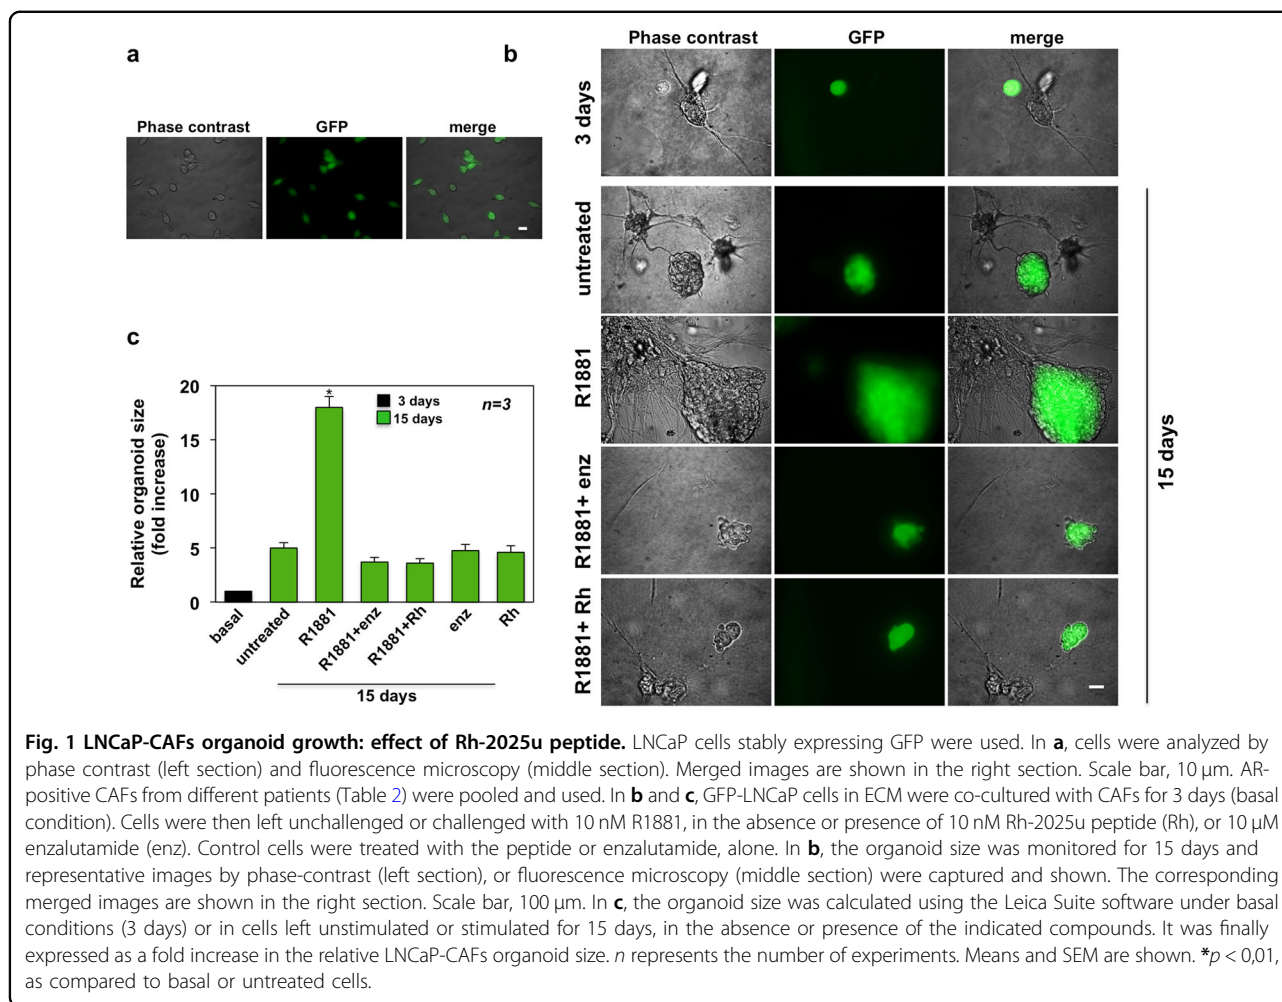 a
Phase contrast GFP merge
b
Phase contrast GFP merge
3 days
untreated
R1881
R1881+ enz
R1881+ Rh
15 days
c
Relative organoid size
(fold increase)
20
15
10
5
0
*
3 days
15 days
n=3
basal
untreated
R1881
R1881+enz
R1881+Rh
enz
Rh
15 days
Fig. 1 LNCaP-CAFs organoid growth: effect of Rh-2025u peptide. LNCaP cells stably expressing GFP were used. In a, cells were analyzed by
phase contrast (left section) and fluorescence microscopy (middle section). Merged images are shown in the right section. Scale bar, 10 μm. AR-
positive CAFs from different patients (Table 2) were pooled and used. In b and c, GFP-LNCaP cells in ECM were co-cultured with CAFs for 3 days (basal
condition). Cells were then left unchallenged or challenged with 10 nM R1881, in the absence or presence of 10 nM Rh-2025u peptide (Rh), or 10 μM
enzalutamide (enz). Control cells were treated with the peptide or enzalutamide, alone. In b, the organoid size was monitored for 15 days and
representative images by phase-contrast (left section), or fluorescence microscopy (middle section) were captured and shown. The corresponding
merged images are shown in the right section. Scale bar, 100 μm. In c, the organoid size was calculated using the Leica Suite software under basal
conditions (3 days) or in cells left unstimulated or stimulated for 15 days, in the absence or presence of the indicated compounds. It was finally
expressed as a fold increase in the relative LNCaP-CAFs organoid size. n represents the number of experiments. Means and SEM are shown. *p < 0,01,
as compared to basal or untreated cells.